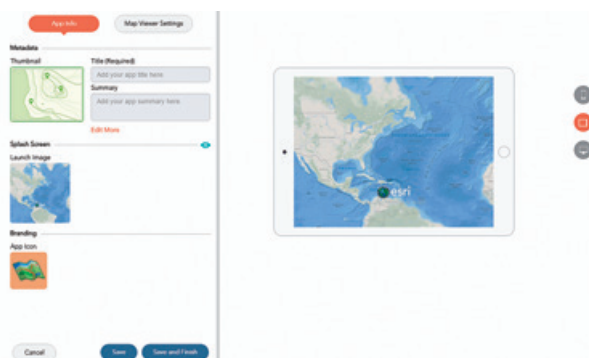 App Info
Map Viewer Settings
Metadata
Thumbnail
Title (Required)
Add your app title here
Summary
Add your app summary here.
Edit More
Splash Screen
Launch Image
Branding
App Icon
Cancel
Save
Save and Finish
esri